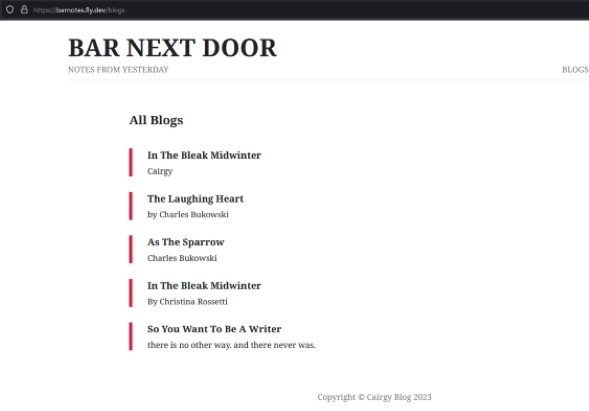 https://barnotes.fly.dev/blogs
BAR NEXT DOOR
NOTES FROM YESTERDAY
BLOGS
All Blogs
In The Bleak Midwinter
Cairgy
The Laughing Heart
by Charles Bukowski
As The Sparrow
Charles Bukowski
In The Bleak Midwinter
By Christina Rossetti
So You Want To Be A Writer
there is no other way. and there never was.
Copyright © Cairgy Blog 2023